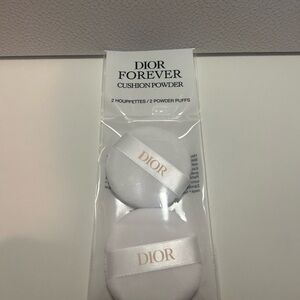 DIOR
FOREVER
CUSHION POWDER
2 HOUPPETTES / 2 POWDER PUFFS
DIOR
DIOR